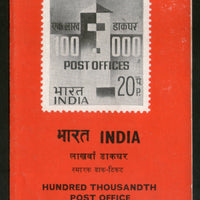 एक लाख डाकघर
100 000
POST OFFICES
भारत
INDIA
20 P
भारत INDIA
लाखवाँ डाकघर
स्मारक डाक-टिकट
HUNDRED THOUSANDTH
POST OFFICE